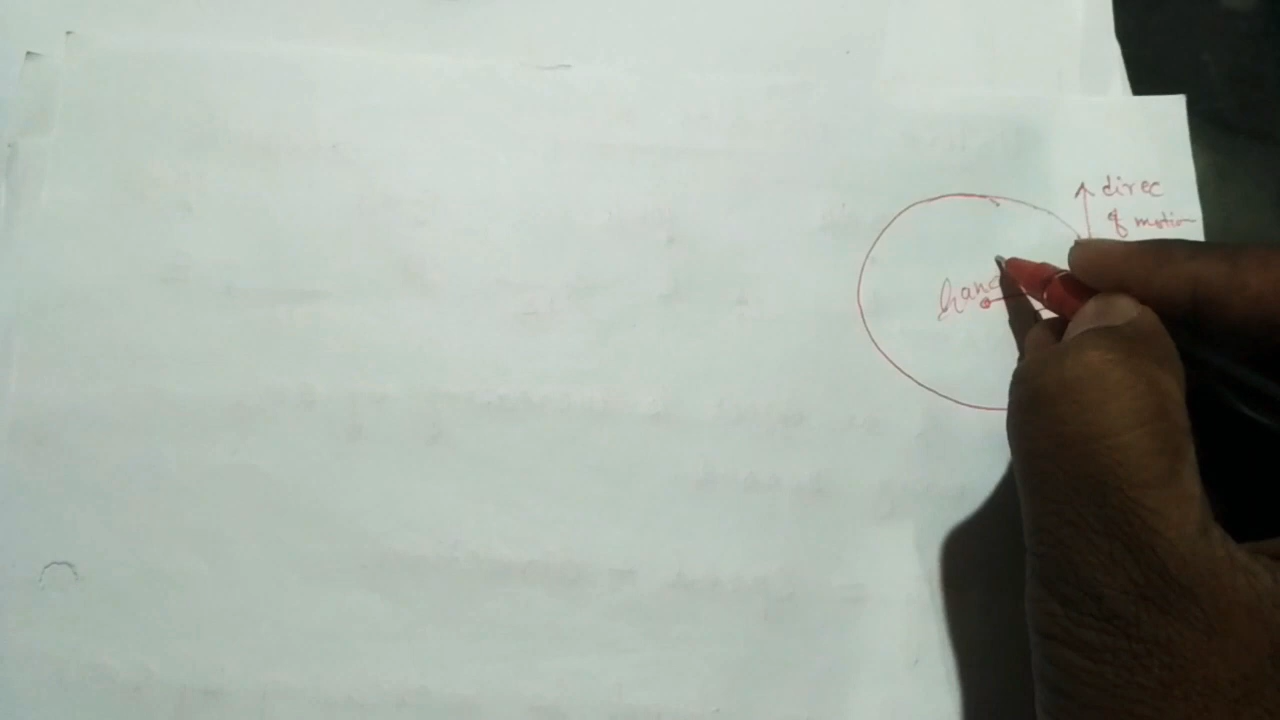 direc
of motion
hand